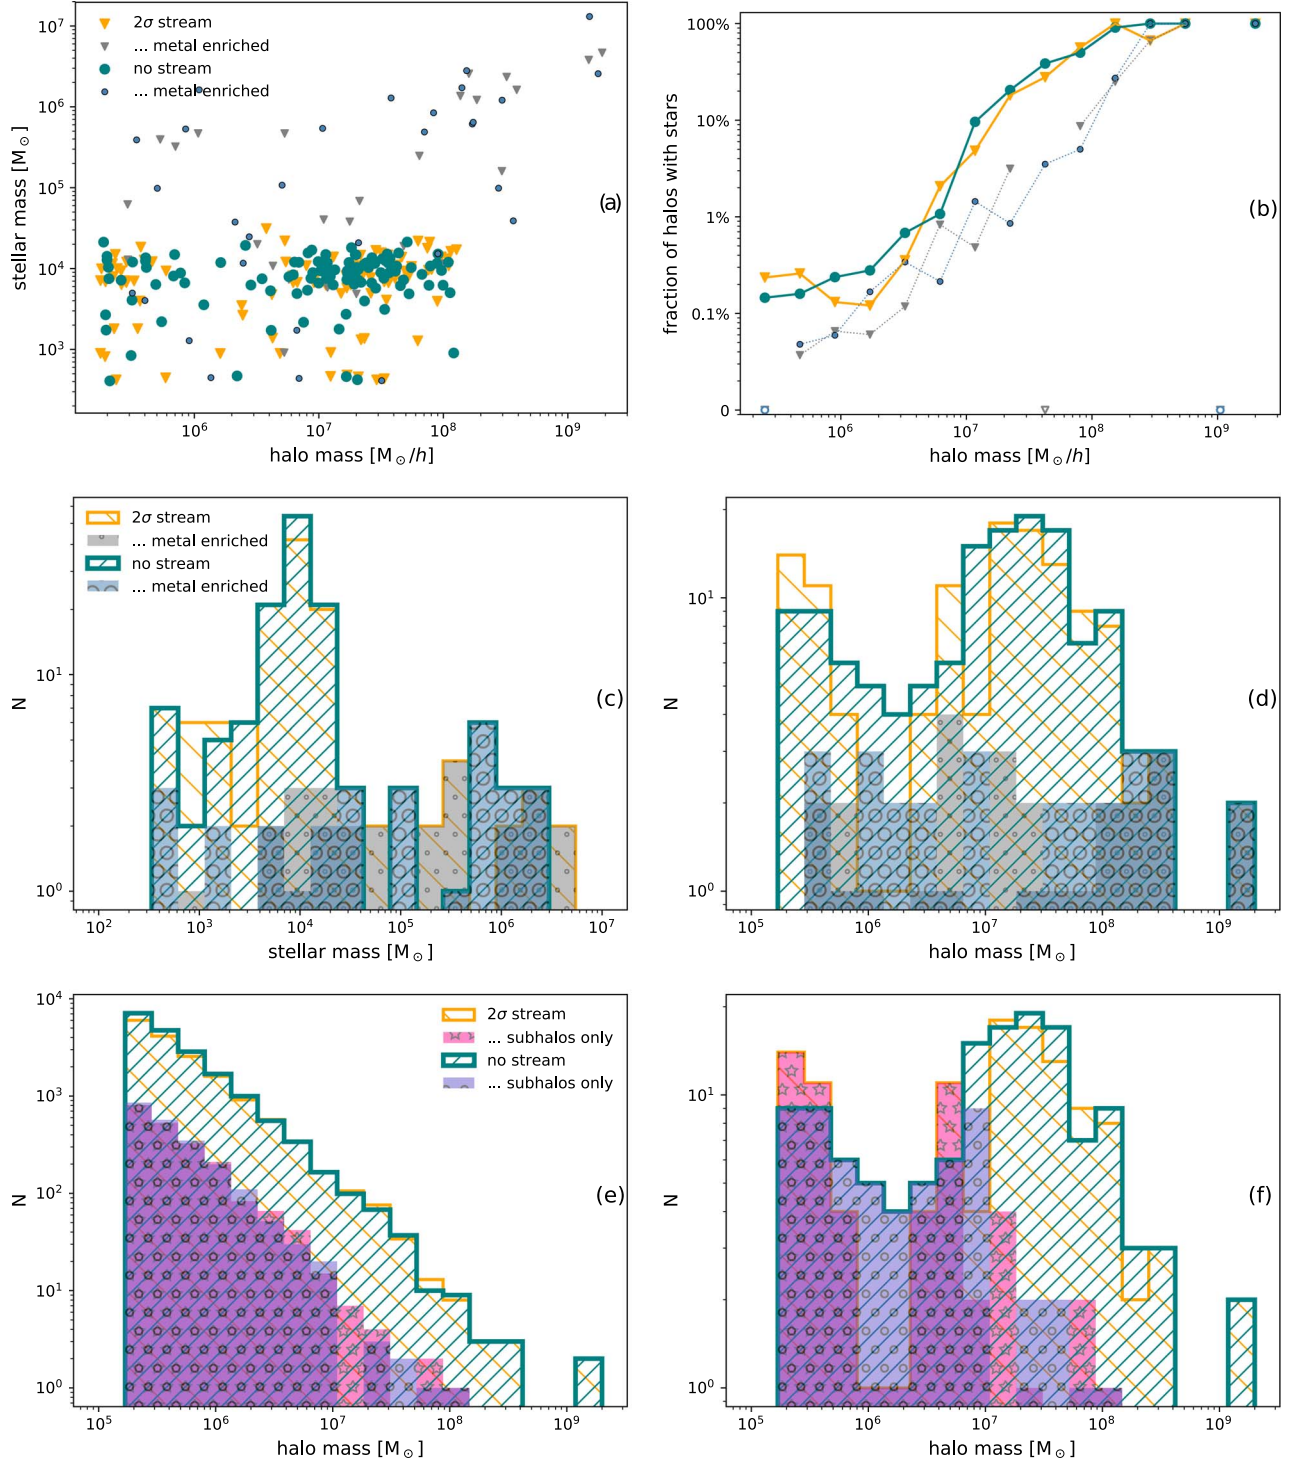 10⁷
10⁶
10⁵
10⁴
10³
stellar mass [M⊙]
2σ stream
... metal enriched
no stream
... metal enriched
(a)
10⁶ 10⁷ 10⁸ 10⁹
halo mass [M⊙/h]
100%
10%
1%
0.1%
0
fraction of halos with stars
(b)
10⁶ 10⁷ 10⁸ 10⁹
halo mass [M⊙/h]
2σ stream
... metal enriched
no stream
... metal enriched
10¹
10⁰
N
(c)
10² 10³ 10⁴ 10⁵ 10⁶ 10⁷
stellar mass [M⊙]
10¹
10⁰
N
(d)
10⁵ 10⁶ 10⁷ 10⁸ 10⁹
halo mass [M⊙]
10⁴
10³
10²
10¹
10⁰
N
2σ stream
... subhalos only
no stream
... subhalos only
(e)
10⁵ 10⁶ 10⁷ 10⁸ 10⁹
halo mass [M⊙]
10¹
10⁰
N
(f)
10⁵ 10⁶ 10⁷ 10⁸ 10⁹
halo mass [M⊙]